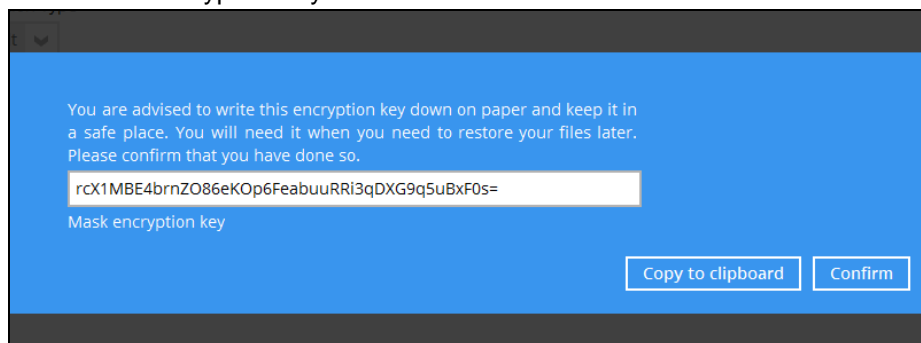 You are advised to write this encryption key down on paper and keep it in
a safe place. You will need it when you need to restore your files later.
Please confirm that you have done so.
rcX1MBE4brnZO86eKOp6FeabuuRRi3qDXG9q5uBxF0s=
Mask encryption key
Copy to clipboard Confirm